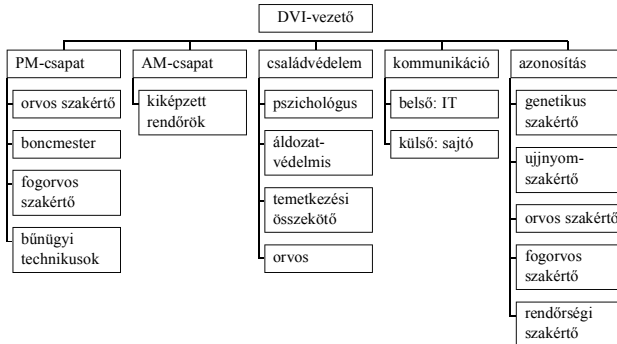 DVI-vezető
PM-csapat
AM-csapat
családvédelem
kommunikáció
azonosítás
orvos szakértő
boncmester
fogorvos
szakértő
bűnügyi
technikusok
kiképzett
rendőrök
pszichológus
áldozat-
védelmis
temetkezési
összekötő
orvos
belső: IT
külső: sajtó
genetikus
szakértő
ujjnyom-
szakértő
orvos szakértő
fogorvos
szakértő
rendőrségi
szakértő